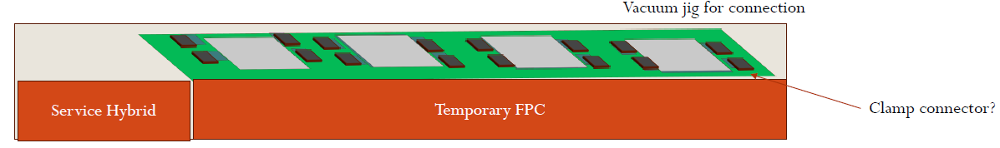 Vacuum jig for connection
Service Hybrid
Temporary FPC
Clamp connector?